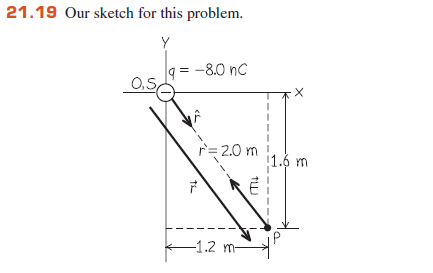 21.19 Our sketch for this problem.
y
q = −8.0 nC
O, S
x
r̂
r = 2.0 m
1.6 m
r⃗
E⃗
P
1.2 m